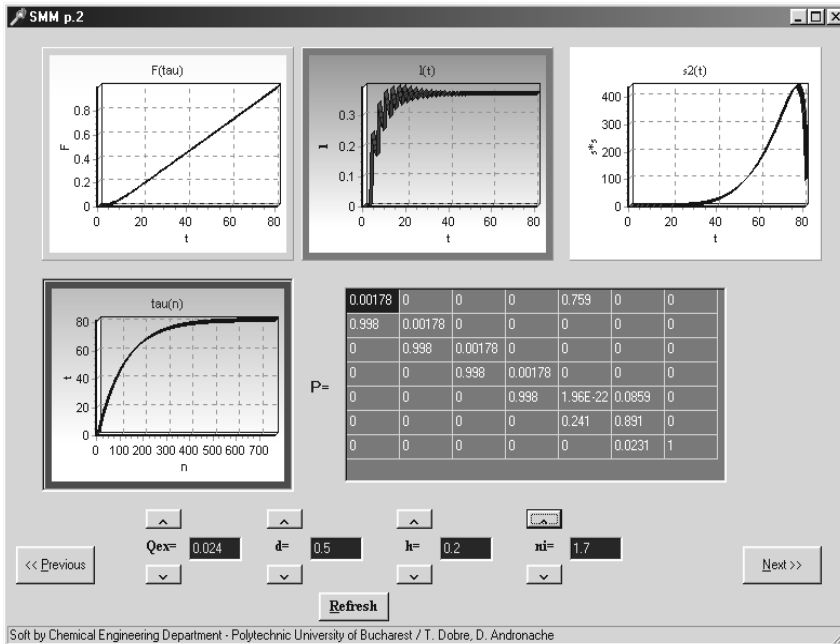 SMM p.2
F(tau)
F
0.8
0.6
0.4
0.2
0
0 20 40 60 80
t
l(t)
l
0.3
0.2
0.1
0
0 20 40 60 80
t
s2(t)
s*s
400
300
200
100
0
0 20 40 60 80
t
tau(n)
t
80
60
40
20
0
0 100 200 300 400 500 600 700
n
P=
0.00178 0 0 0 0.759 0 0
0.998 0.00178 0 0 0 0 0
0 0.998 0.00178 0 0 0 0
0 0 0.998 0.00178 0 0 0
0 0 0 0.998 1.96E-22 0.0859 0
0 0 0 0 0.241 0.891 0
0 0 0 0 0 0.0231 1
<< Previous
Qex= 0.024
d= 0.5
h= 0.2
ni= 1.7
Next >>
Refresh
Soft by Chemical Engineering Department - Polytechnic University of Bucharest / T. Dobre, D. Andronache